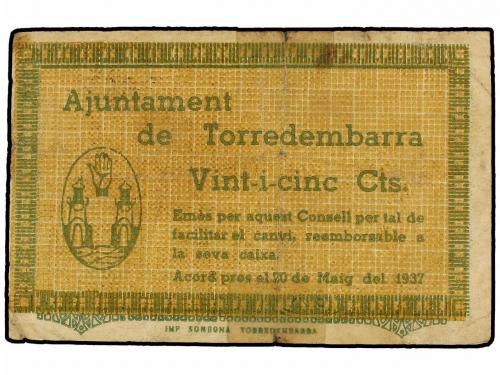 Ajuntament
de Torredembarra
Vint-i-cinc Cts.
Emès per aquest Consell per tal de
facilitar el canvi, reemborsable a
la seva caixa.
Acord pres el 20 de Maig del 1937
IMP SOMBONA TORREDEMBARRA